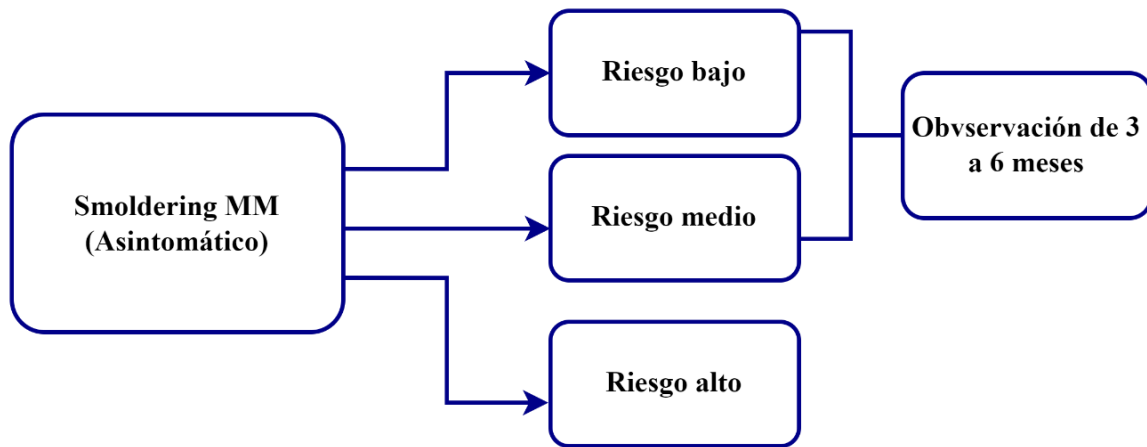 Smoldering MM
(Asintomático)
Riesgo bajo
Riesgo medio
Riesgo alto
Obvservación de 3
a 6 meses